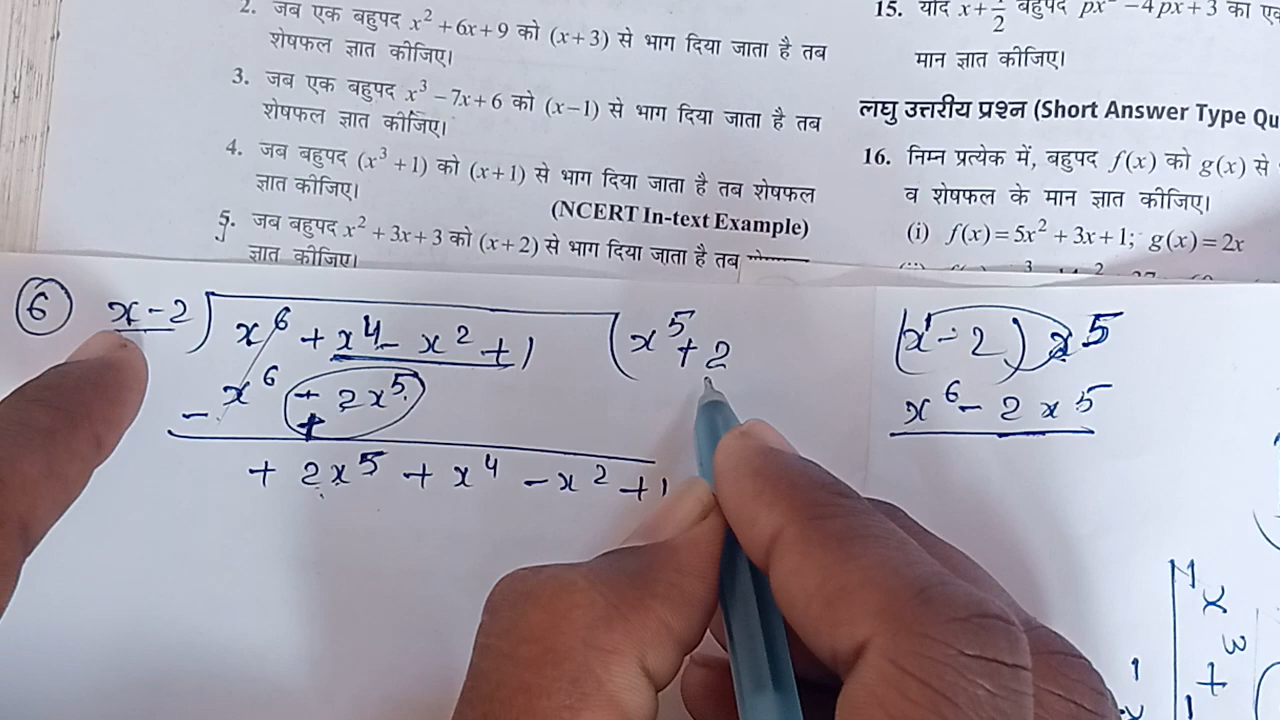 2. जब एक बहुपद x² + 6x + 9 को (x + 3) से भाग दिया जाता है तब
शेषफल ज्ञात कीजिए।
3. जब एक बहुपद x³ − 7x + 6 को (x − 1) से भाग दिया जाता है तब
शेषफल ज्ञात कीजिए।
4. जब बहुपद (x³ + 1) को (x + 1) से भाग दिया जाता है तब शेषफल
ज्ञात कीजिए।
(NCERT In-text Example)
5. जब बहुपद x² + 3x + 3 को (x + 2) से भाग दिया जाता है तब
ज्ञात कीजिए।
15. यदि x + 1/2 बहुपद px² − 4px + 3 का
मान ज्ञात कीजिए।
लघु उत्तरीय प्रश्न (Short Answer Type Qu
16. निम्न प्रत्येक में, बहुपद f(x) को g(x) से
व शेषफल के मान ज्ञात कीजिए।
(i) f(x) = 5x² + 3x + 1; g(x) = 2x
6 x − 2 ) x⁶ + x⁴ − x² + 1 ( x⁵ + 2
x⁶ − 2x⁵
− +
+ 2x⁵ + x⁴ − x² + 1
(x − 2) x⁵
x⁶ − 2x⁵